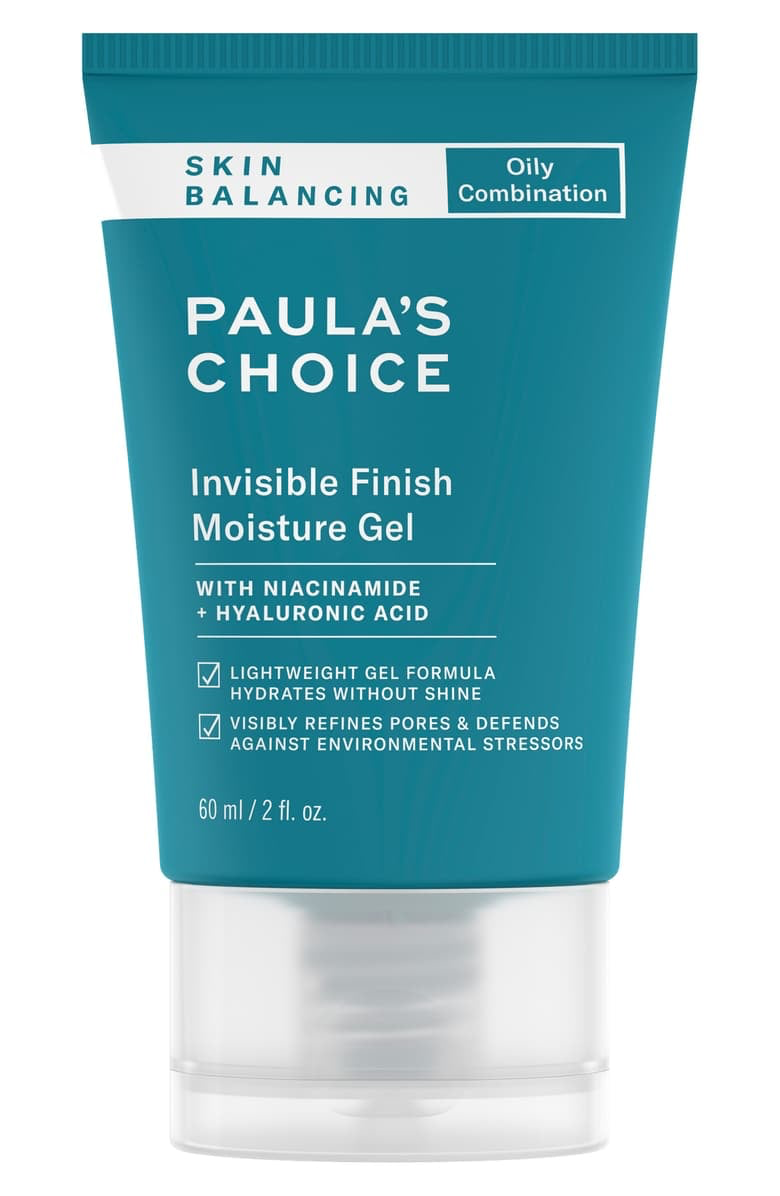 SKIN
BALANCING
Oily
Combination
PAULA'S
CHOICE
Invisible Finish
Moisture Gel
WITH NIACINAMIDE
+ HYALURONIC ACID
LIGHTWEIGHT GEL FORMULA
HYDRATES WITHOUT SHINE
VISIBLY REFINES PORES & DEFENDS
AGAINST ENVIRONMENTAL STRESSORS
60 ml / 2 fl. oz.